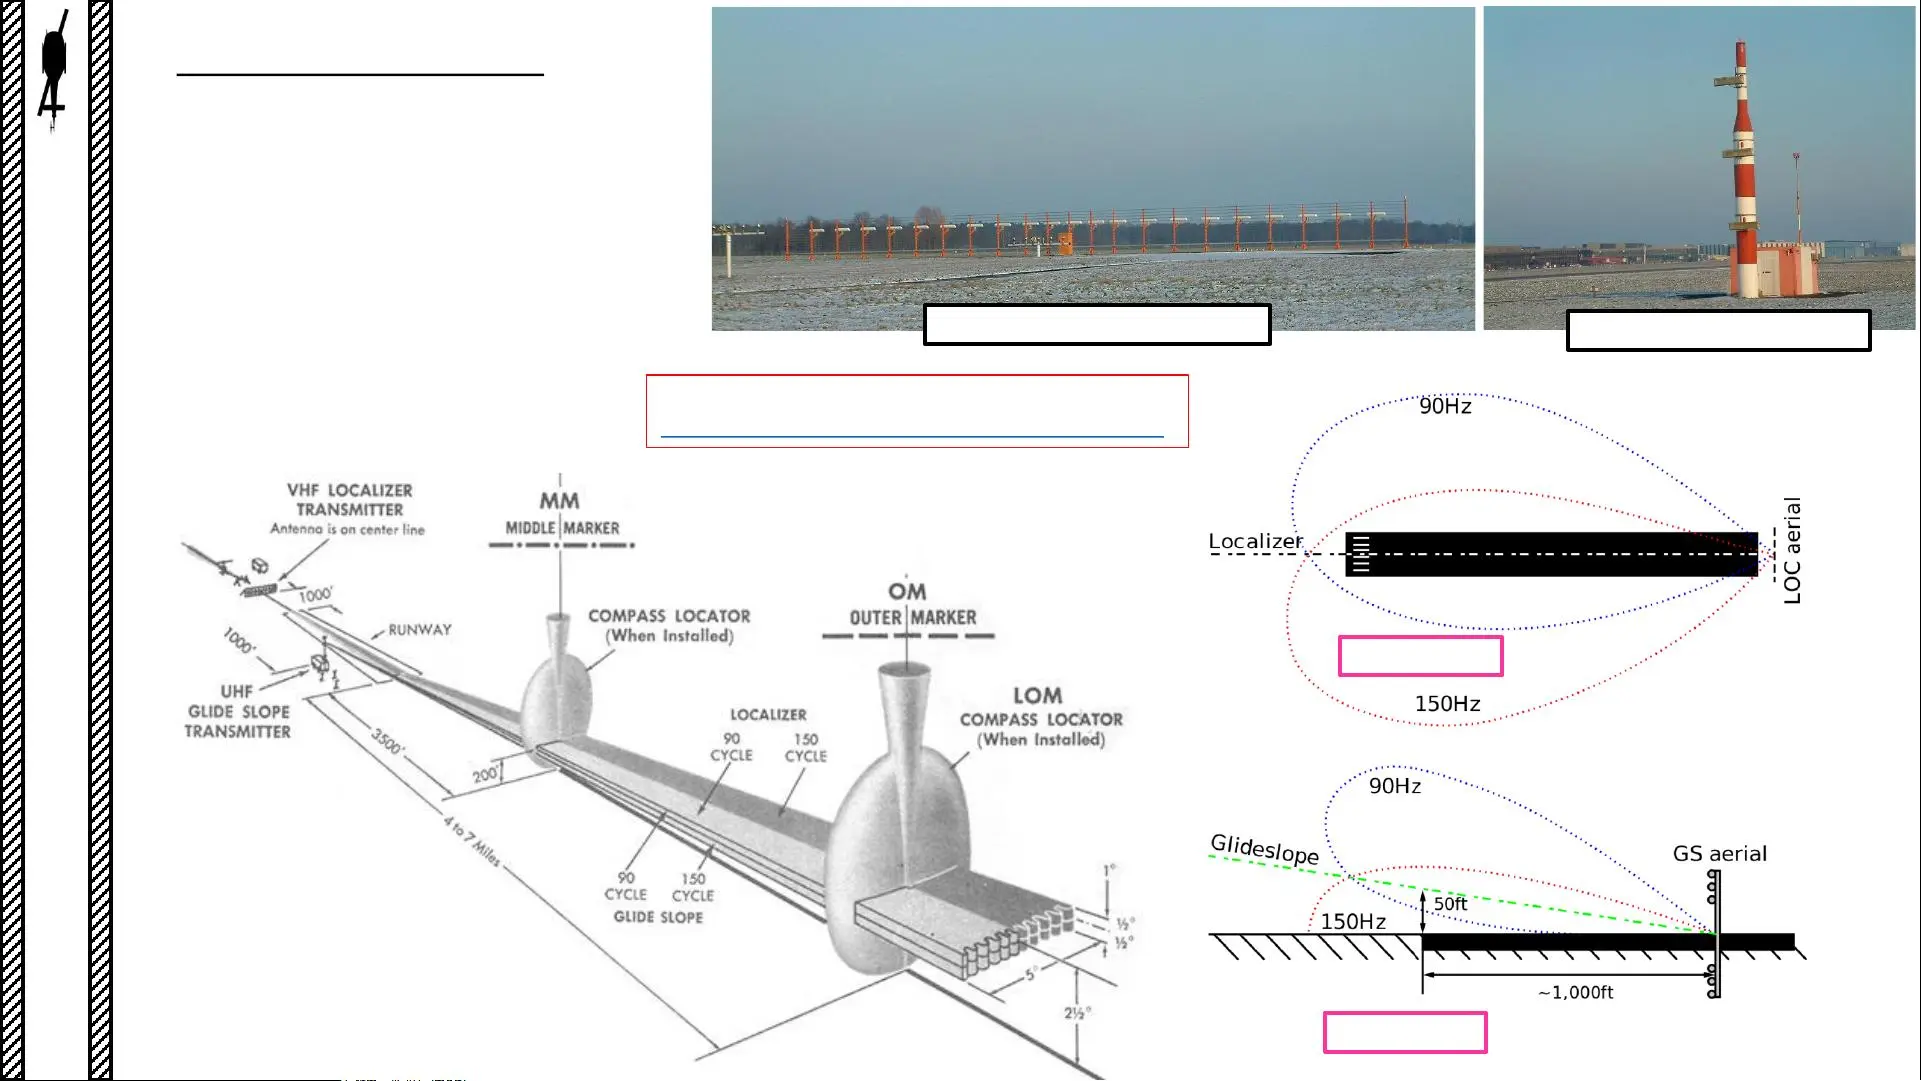 VHF LOCALIZER
TRANSMITTER
Antenna is on center line
MM
MIDDLE MARKER
1000'
1000'
RUNWAY
COMPASS LOCATOR
(When Installed)
OM
OUTER MARKER
UHF
GLIDE SLOPE
TRANSMITTER
3500'
200'
4 to 7 Miles
LOCALIZER
90
CYCLE
150
CYCLE
LOM
COMPASS LOCATOR
(When Installed)
90
CYCLE
150
CYCLE
GLIDE SLOPE
1°
½°
½°
5°
2½°
90Hz
Localizer
LOC aerial
150Hz
90Hz
Glideslope
GS aerial
50ft
150Hz
~1,000ft